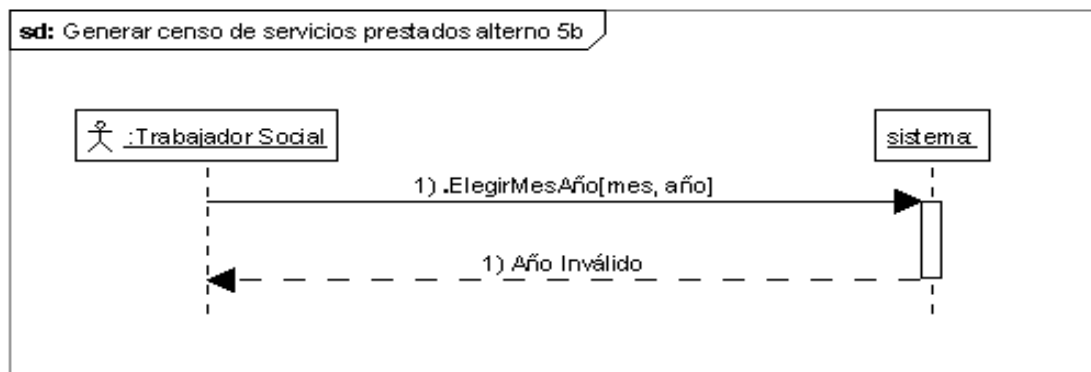 sd: Generar censo de servicios prestados alterno 5b
:Trabajador Social
sistema:
1) .ElegirMesAño[mes, año]
1) Año Inválido